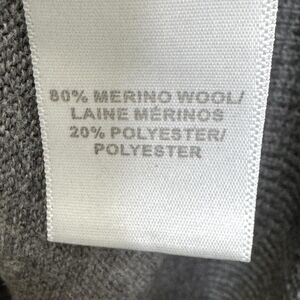 80% MERINO WOOL/
LAINE MÉRINOS
20% POLYESTER/
POLYESTER